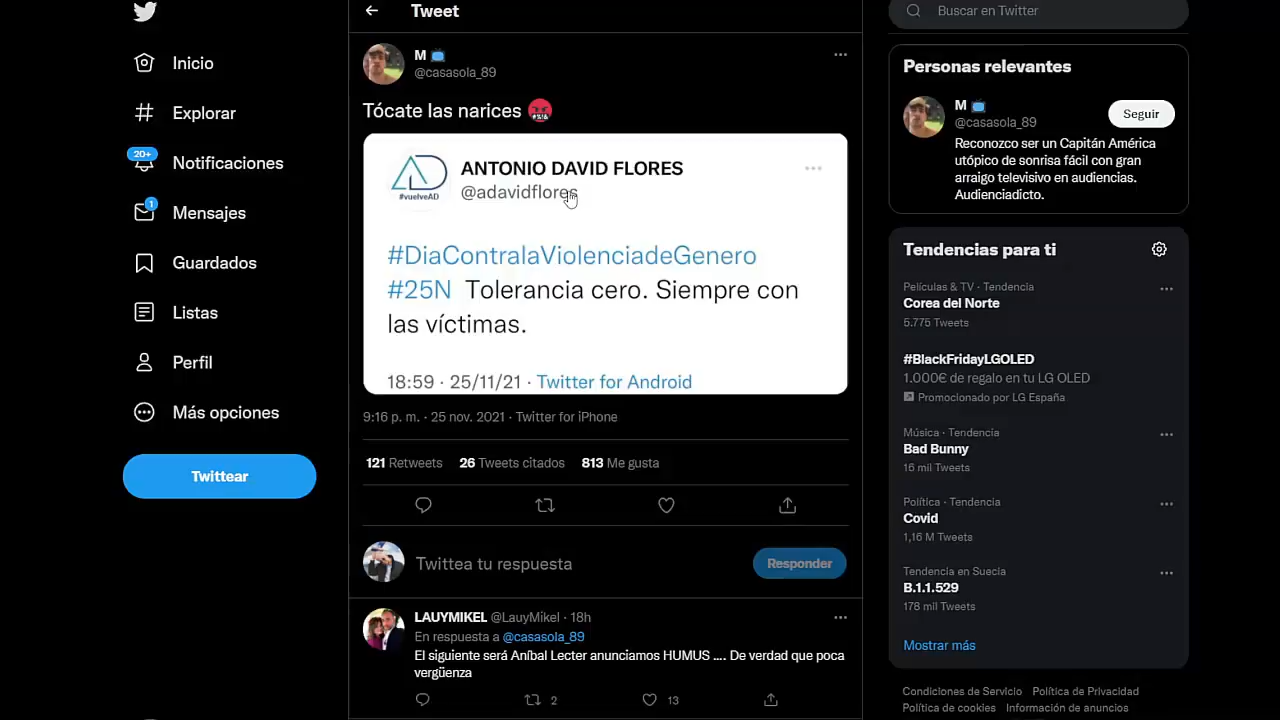 Tweet
Buscar en Twitter
Inicio
Explorar
20+
Notificaciones
1
Mensajes
Guardados
Listas
Perfil
Más opciones
Twittear
M
@casasola_89
Tócate las narices
#vuelveAD
ANTONIO DAVID FLORES
@adavidflores
#DiaContralaViolenciadeGenero
#25N Tolerancia cero. Siempre con
las víctimas.
18:59 · 25/11/21 · Twitter for Android
9:16 p. m. · 25 nov. 2021 · Twitter for iPhone
121 Retweets 26 Tweets citados 813 Me gusta
Twittea tu respuesta
Responder
LAUYMIKEL @LauyMikel · 18h
En respuesta a @casasola_89
El siguiente será Aníbal Lecter anunciamos HUMUS .... De verdad que poca
vergüenza
2 13
Personas relevantes
M
@casasola_89
Seguir
Reconozco ser un Capitán América
utópico de sonrisa fácil con gran
arraigo televisivo en audiencias.
Audienciadicto.
Tendencias para ti
Películas & TV · Tendencia
Corea del Norte
5.775 Tweets
#BlackFridayLGOLED
1.000€ de regalo en tu LG OLED
Promocionado por LG España
Música · Tendencia
Bad Bunny
16 mil Tweets
Política · Tendencia
Covid
1,16 M Tweets
Tendencia en Suecia
B.1.1.529
178 mil Tweets
Mostrar más
Condiciones de Servicio Política de Privacidad
Política de cookies Información de anuncios